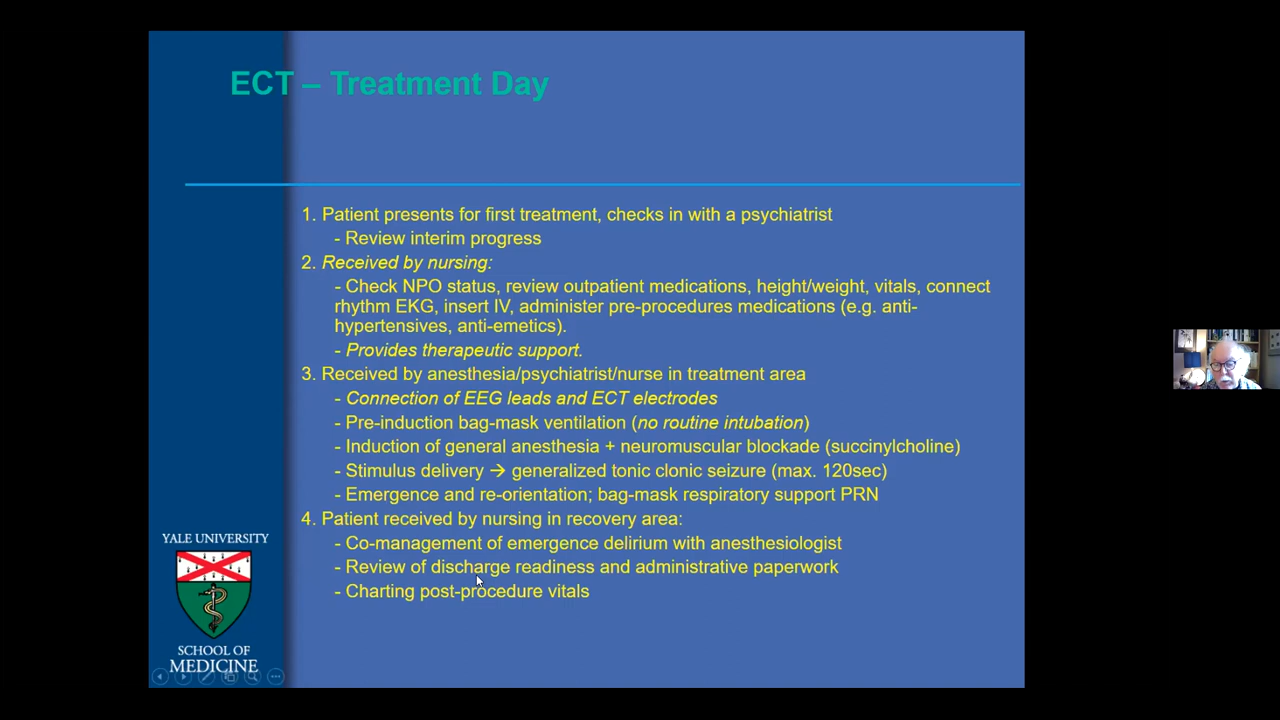 ECT – Treatment Day
1. Patient presents for first treatment, checks in with a psychiatrist
- Review interim progress
2. Received by nursing:
- Check NPO status, review outpatient medications, height/weight, vitals, connect
rhythm EKG, insert IV, administer pre-procedures medications (e.g. anti-
hypertensives, anti-emetics).
- Provides therapeutic support.
3. Received by anesthesia/psychiatrist/nurse in treatment area
- Connection of EEG leads and ECT electrodes
- Pre-induction bag-mask ventilation (no routine intubation)
- Induction of general anesthesia + neuromuscular blockade (succinylcholine)
- Stimulus delivery → generalized tonic clonic seizure (max. 120sec)
- Emergence and re-orientation; bag-mask respiratory support PRN
4. Patient received by nursing in recovery area:
- Co-management of emergence delirium with anesthesiologist
- Review of discharge readiness and administrative paperwork
- Charting post-procedure vitals
YALE UNIVERSITY
SCHOOL OF
MEDICINE